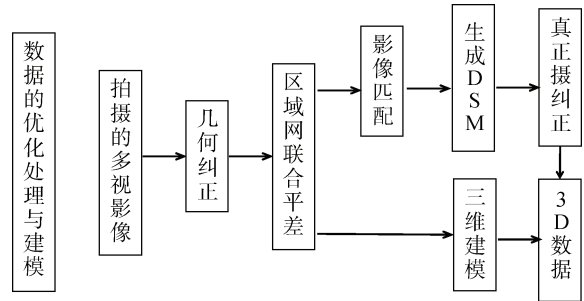 数据的优化处理与建模
拍摄的多视影像
几何纠正
区域网联合平差
影像匹配
生成DSM
真正摄纠正
三维建模
3D数据